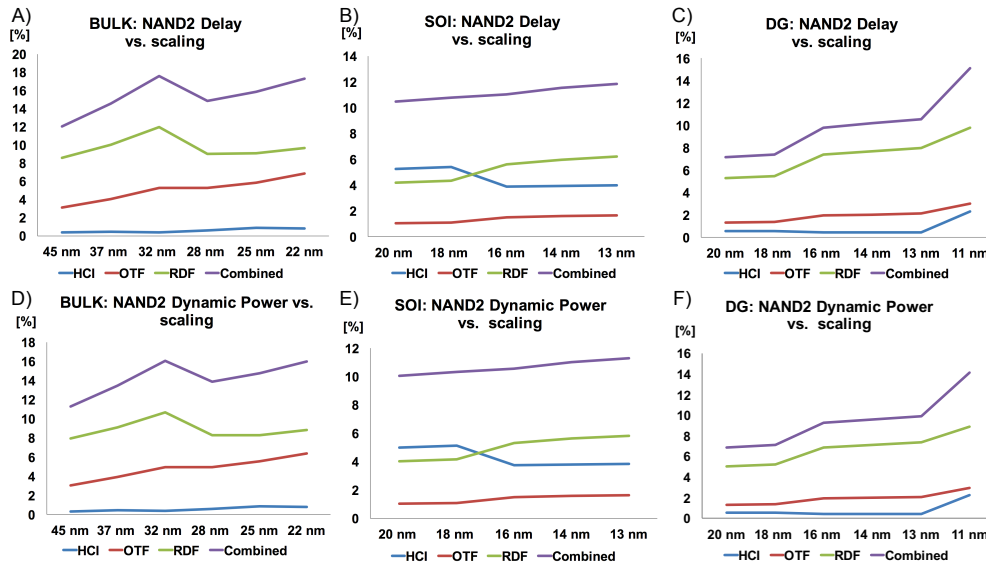 A)
BULK: NAND2 Delay
vs. scaling
[%]
20
18
16
14
12
10
8
6
4
2
0
45 nm 37 nm 32 nm 28 nm 25 nm 22 nm
HCI OTF RDF Combined
B)
SOI: NAND2 Delay
vs. scaling
[%]
14
12
10
8
6
4
2
0
20 nm 18 nm 16 nm 14 nm 13 nm
HCI OTF RDF Combined
C)
DG: NAND2 Delay
vs. scaling
[%]
16
14
12
10
8
6
4
2
0
20 nm 18 nm 16 nm 14 nm 13 nm 11 nm
HCI OTF RDF Combined
D)
BULK: NAND2 Dynamic Power vs.
scaling
[%]
18
16
14
12
10
8
6
4
2
0
45 nm 37 nm 32 nm 28 nm 25 nm 22 nm
HCI OTF RDF Combined
E)
SOI: NAND2 Dynamic Power
vs. scaling
[%]
12
10
8
6
4
2
0
20 nm 18 nm 16 nm 14 nm 13 nm
HCI OTF RDF Combined
F)
DG: NAND2 Dynamic Power
vs. scaling
[%]
16
14
12
10
8
6
4
2
0
20 nm 18 nm 16 nm 14 nm 13 nm 11 nm
HCI OTF RDF Combined